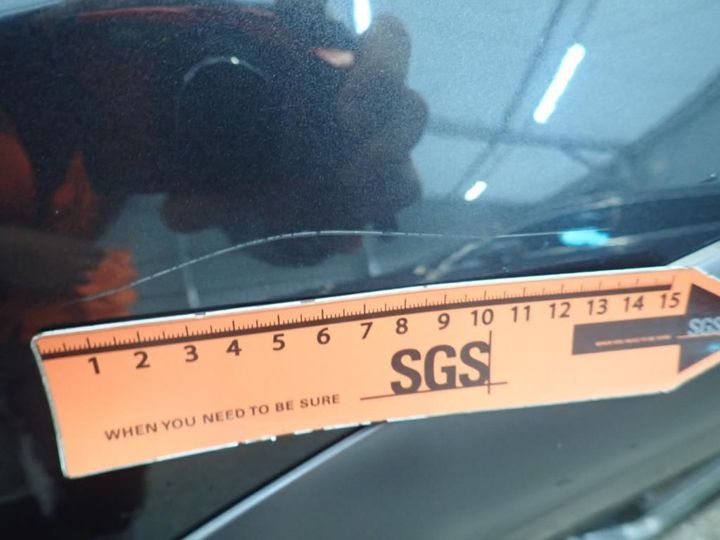 1 2 3 4 5 6 7 8 9 10 11 12 13 14 15
SGS
SGS
WHEN YOU NEED TO BE SURE